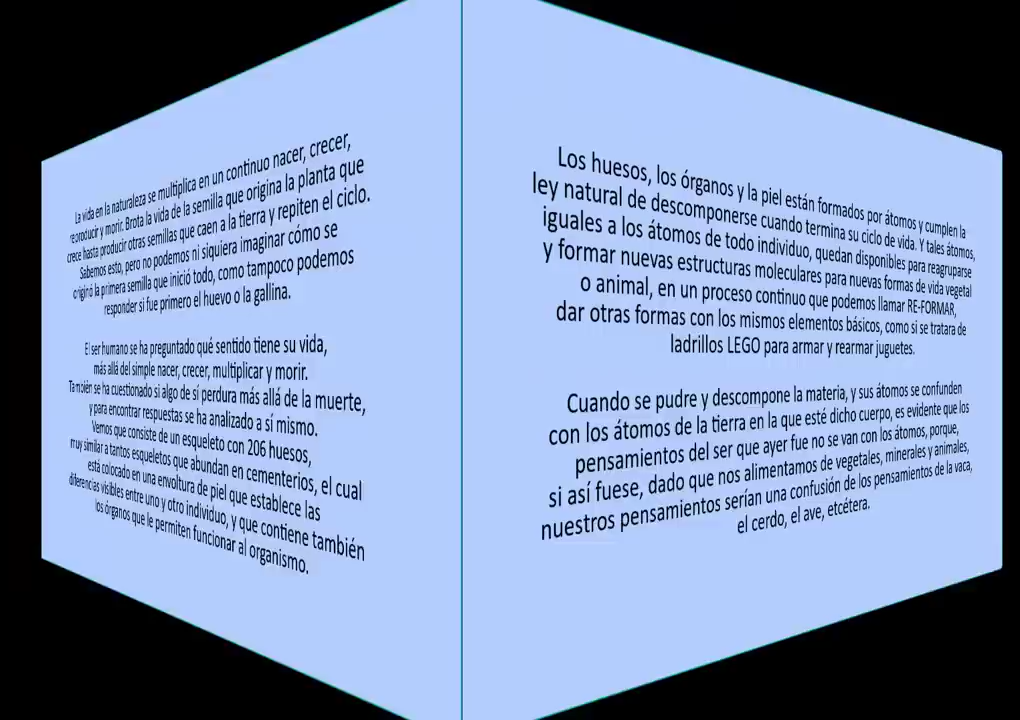 La vida en la naturaleza se multiplica en un continuo nacer, crecer,
reproducir y morir. Brota la vida de la semilla que origina la planta que
crece hasta producir otras semillas que caen a la tierra y repiten el ciclo.
Sabemos esto, pero no podemos ni siquiera imaginar cómo se
originó la primera semilla que inició todo, como tampoco podemos
responder si fue primero el huevo o la gallina.
El ser humano se ha preguntado qué sentido tiene su vida,
más allá del simple nacer, crecer, multiplicar y morir.
También se ha cuestionado si algo de sí perdura más allá de la muerte,
y para encontrar respuestas se ha analizado a sí mismo.
Vemos que consiste de un esqueleto con 206 huesos,
muy similar a tantos esqueletos que abundan en cementerios, el cual
está colocado en una envoltura de piel que establece las
diferencias visibles entre uno y otro individuo, y que contiene también
los órganos que le permiten funcionar al organismo.
Los huesos, los órganos y la piel están formados por átomos y cumplen la
ley natural de descomponerse cuando termina su ciclo de vida. Y tales átomos,
iguales a los átomos de todo individuo, quedan disponibles para reagruparse
y formar nuevas estructuras moleculares para nuevas formas de vida vegetal
o animal, en un proceso continuo que podemos llamar RE-FORMAR,
dar otras formas con los mismos elementos básicos, como si se tratara de
ladrillos LEGO para armar y rearmar juguetes.
Cuando se pudre y descompone la materia, y sus átomos se confunden
con los átomos de la tierra en la que esté dicho cuerpo, es evidente que los
pensamientos del ser que ayer fue no se van con los átomos, porque,
si así fuese, dado que nos alimentamos de vegetales, minerales y animales,
nuestros pensamientos serían una confusión de los pensamientos de la vaca,
el cerdo, el ave, etcétera.